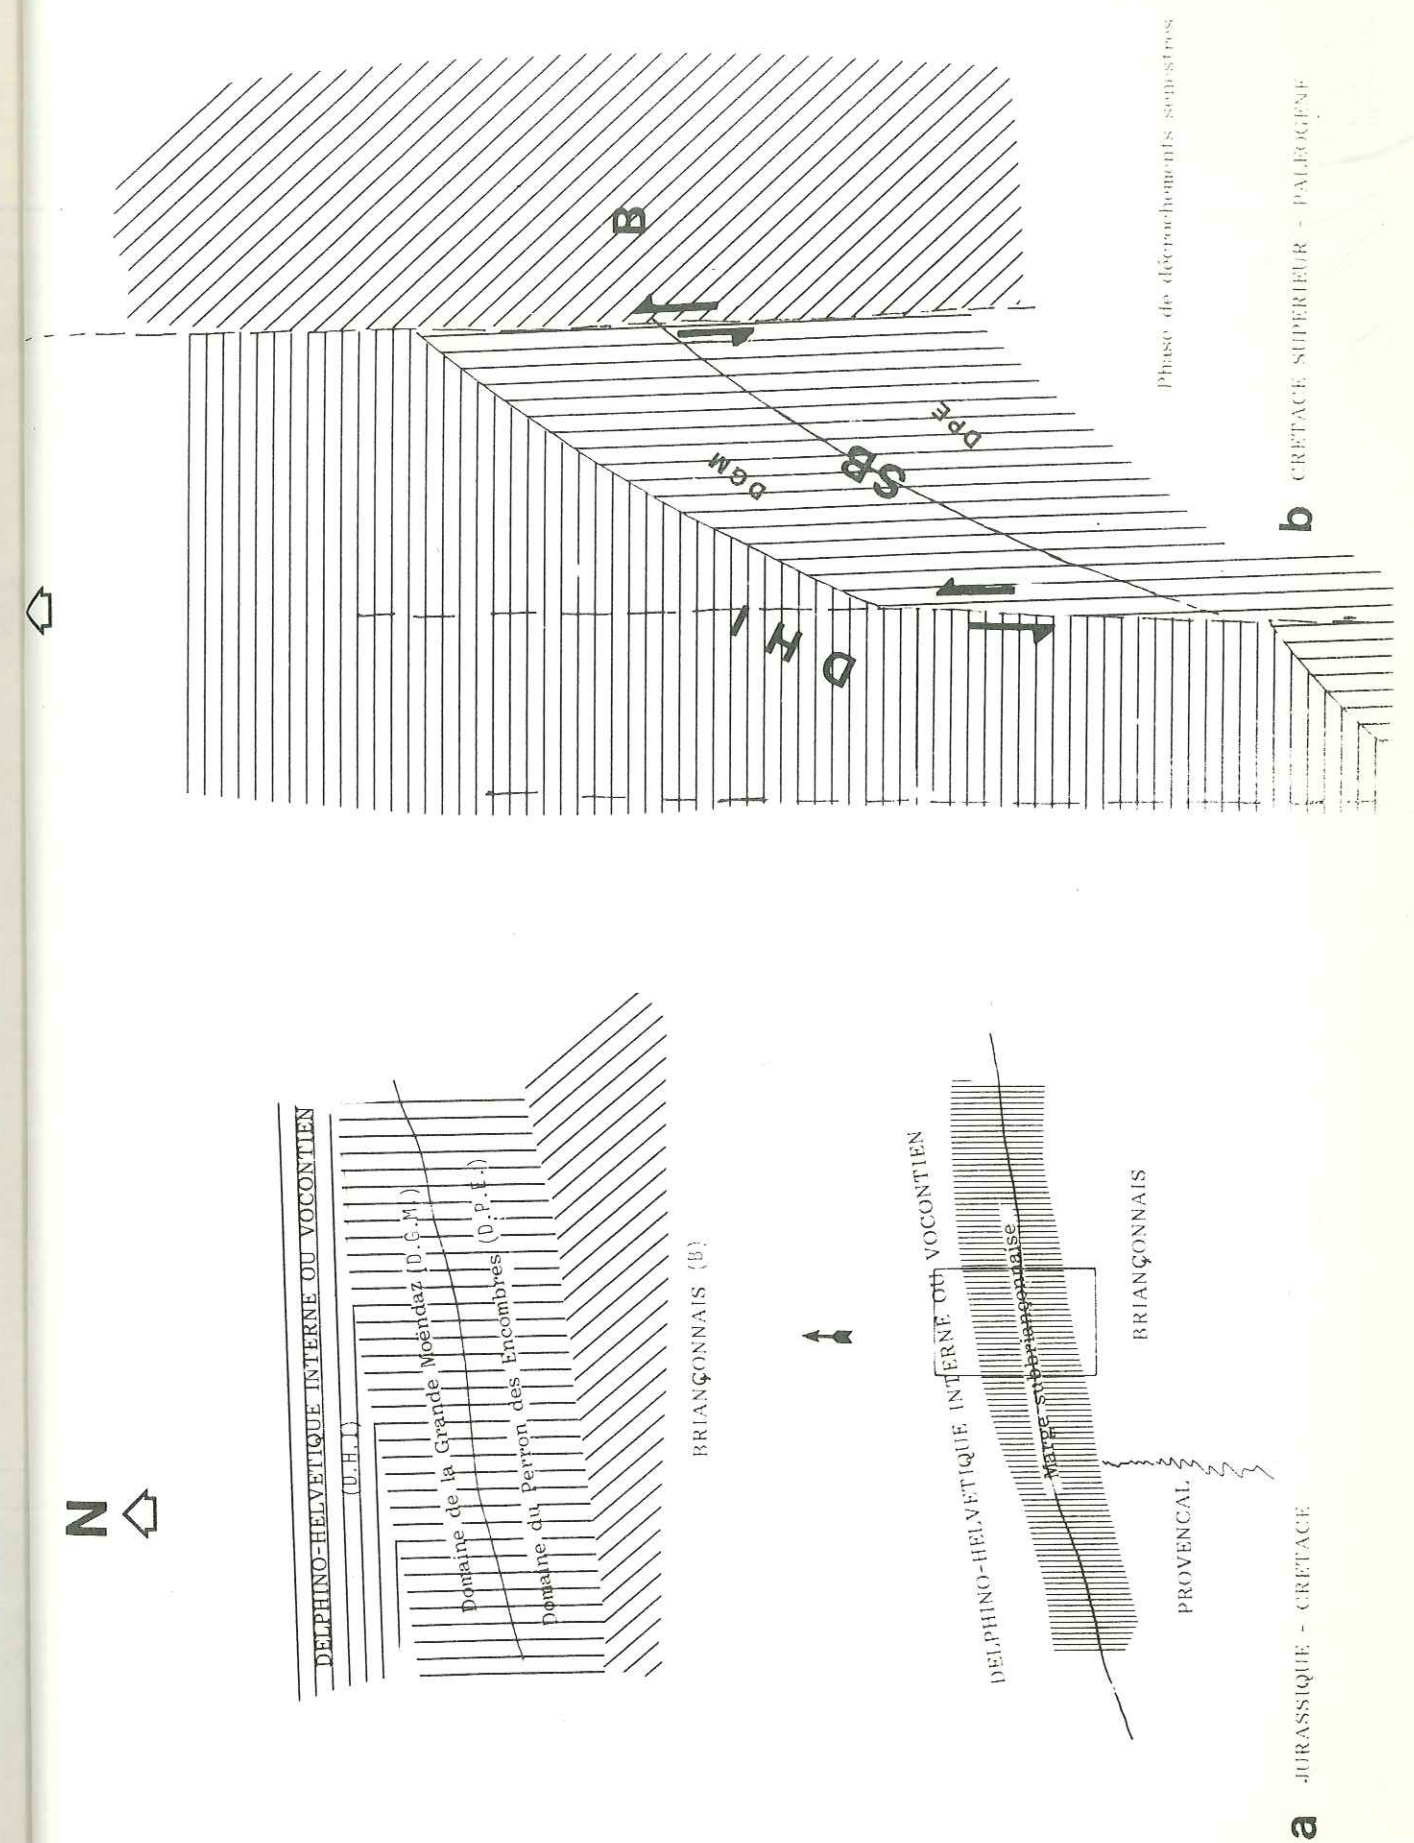 N
DELPHINO-HELVETIQUE INTERNE OU VOCONTIEN
(D.H.I)
Domaine de la Grande Moëndaz (D.G.M.)
Domaine du Perron des Encombres (D.P.E.)
BRIANÇONNAIS (B)
DELPHINO-HELVETIQUE INTERNE OU VOCONTIEN
Marge subbriançonnaise
PROVENCAL
BRIANÇONNAIS
a JURASSIQUE - CRETACE
B
DHI
DGM
SB
DPE
Phase de décrochements senestres
b CRETACE SUPERIEUR - PALEOGENE